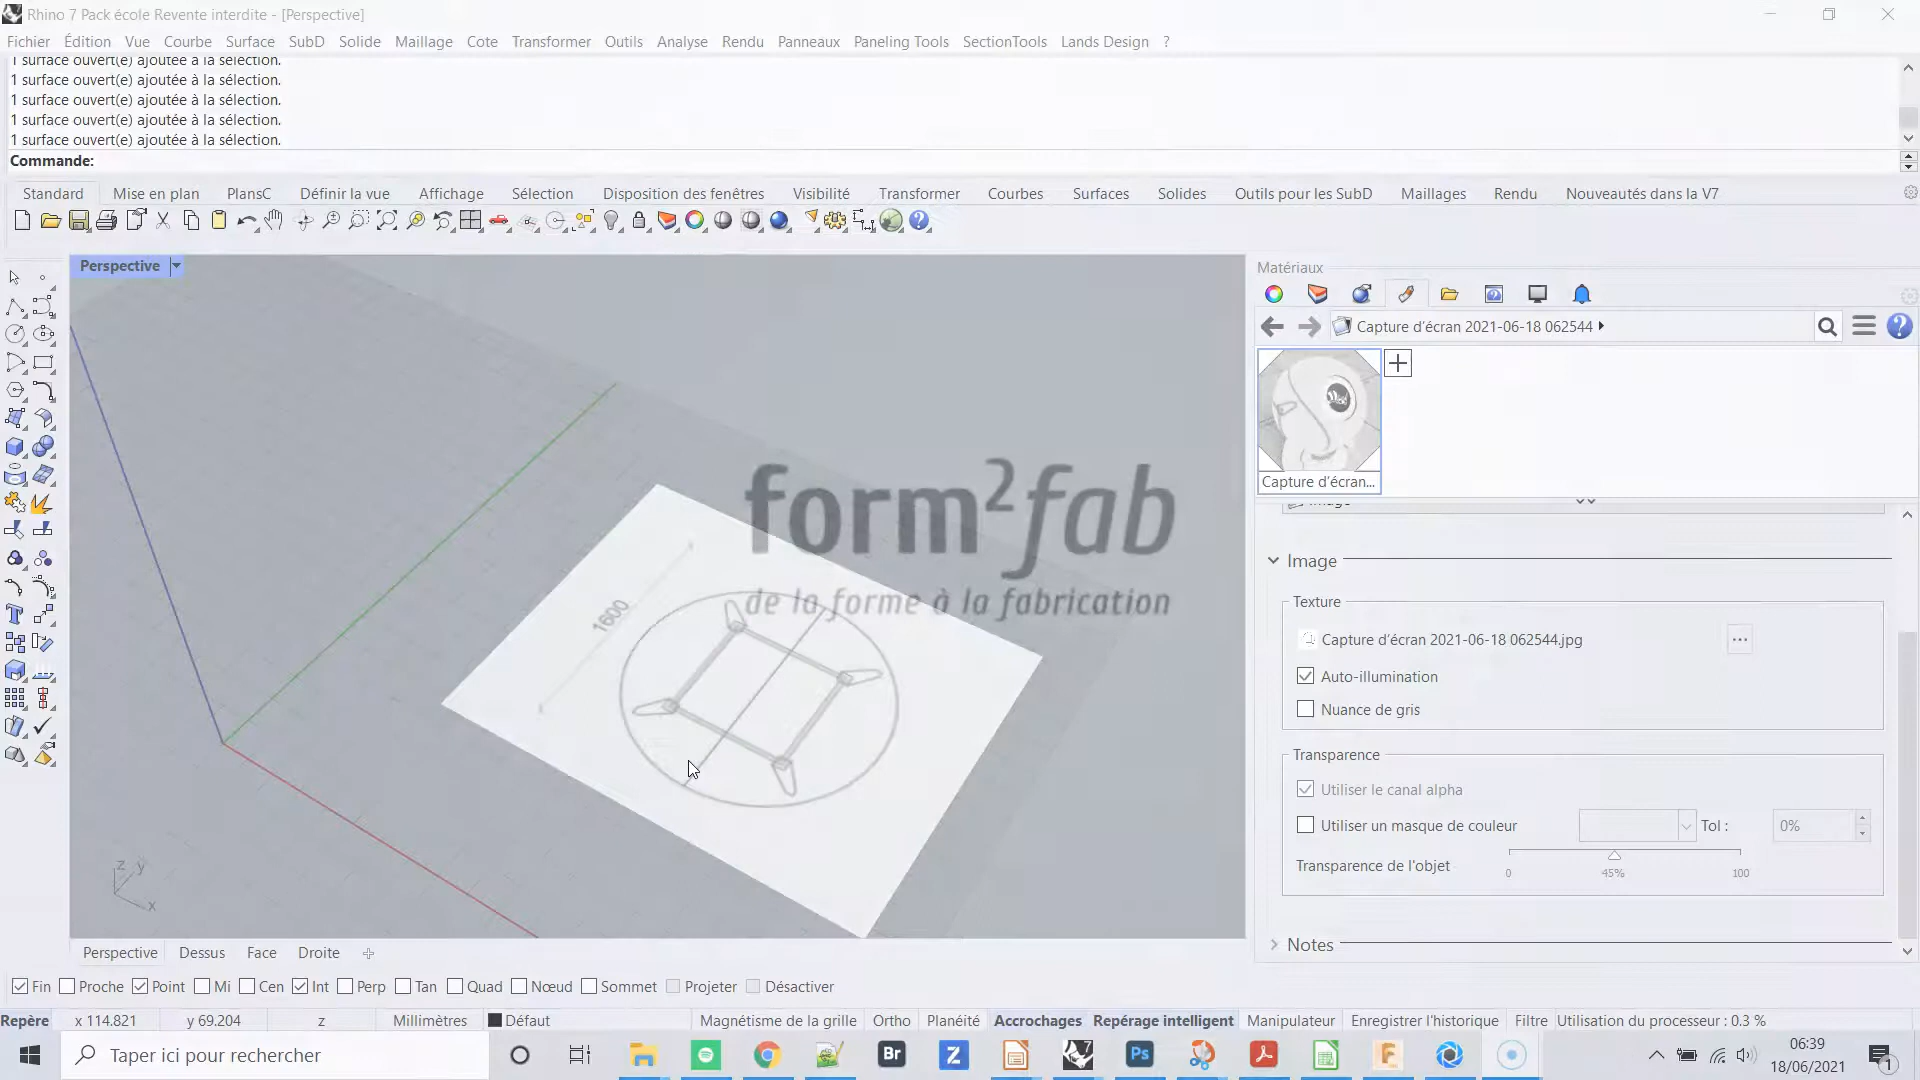 Rhino 7 Pack école Revente interdite - [Perspective]
Fichier Édition Vue Courbe Surface SubD Solide Maillage Cote Transformer Outils Analyse Rendu Panneaux Paneling Tools SectionTools Lands Design ?
1 surface ouvert(e) ajoutée à la sélection.
1 surface ouvert(e) ajoutée à la sélection.
1 surface ouvert(e) ajoutée à la sélection.
1 surface ouvert(e) ajoutée à la sélection.
1 surface ouvert(e) ajoutée à la sélection.
Commande:
Standard Mise en plan PlansC Définir la vue Affichage Sélection Disposition des fenêtres Visibilité Transformer Courbes Surfaces Solides Outils pour les SubD Maillages Rendu Nouveautés dans la V7
Perspective
Matériaux
Capture d'écran 2021-06-18 062544
Capture d'écran...
form²fab
de la forme à la fabrication
1600
Image
Image
Texture
Capture d'écran 2021-06-18 062544.jpg
...
Auto-illumination
Nuance de gris
Transparence
Utiliser le canal alpha
Utiliser un masque de couleur Tol : 0%
Transparence de l'objet
0 45% 100
Notes
z y
x
Perspective Dessus Face Droite
Fin Proche Point Mi Cen Int Perp Tan Quad Nœud Sommet Projeter Désactiver
Repère x 114.821 y 69.204 z Millimètres Défaut Magnétisme de la grille Ortho Planéité Accrochages Repérage intelligent Manipulateur Enregistrer l'historique Filtre Utilisation du processeur : 0.3 %
Taper ici pour rechercher
Br
Z
7
Ps
F
06:39
18/06/2021
1